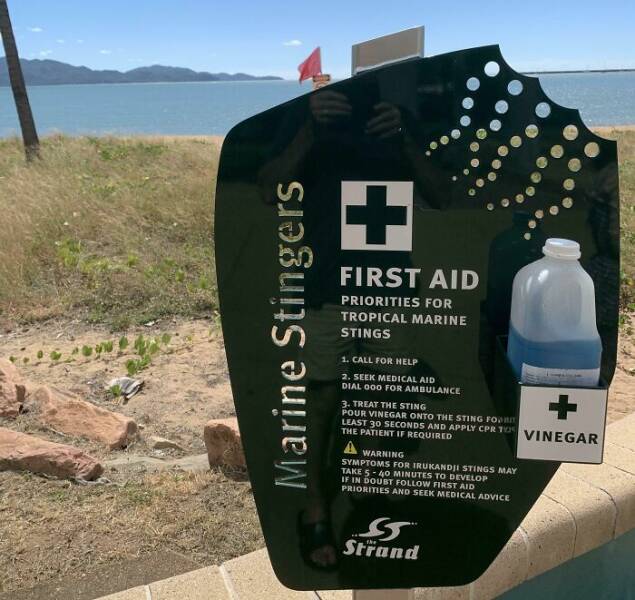 Marine Stingers
FIRST AID
PRIORITIES FOR
TROPICAL MARINE
STINGS
1. CALL FOR HELP
2. SEEK MEDICAL AID
DIAL 000 FOR AMBULANCE
3. TREAT THE STING
POUR VINEGAR ONTO THE STING FOR
LEAST 30 SECONDS AND APPLY CPR TO
THE PATIENT IF REQUIRED
WARNING
SYMPTOMS FOR IRUKANDJI STINGS MAY
TAKE 5 - 40 MINUTES TO DEVELOP
IF IN DOUBT FOLLOW FIRST AID
PRIORITIES AND SEEK MEDICAL ADVICE
the
Strand
VINEGAR